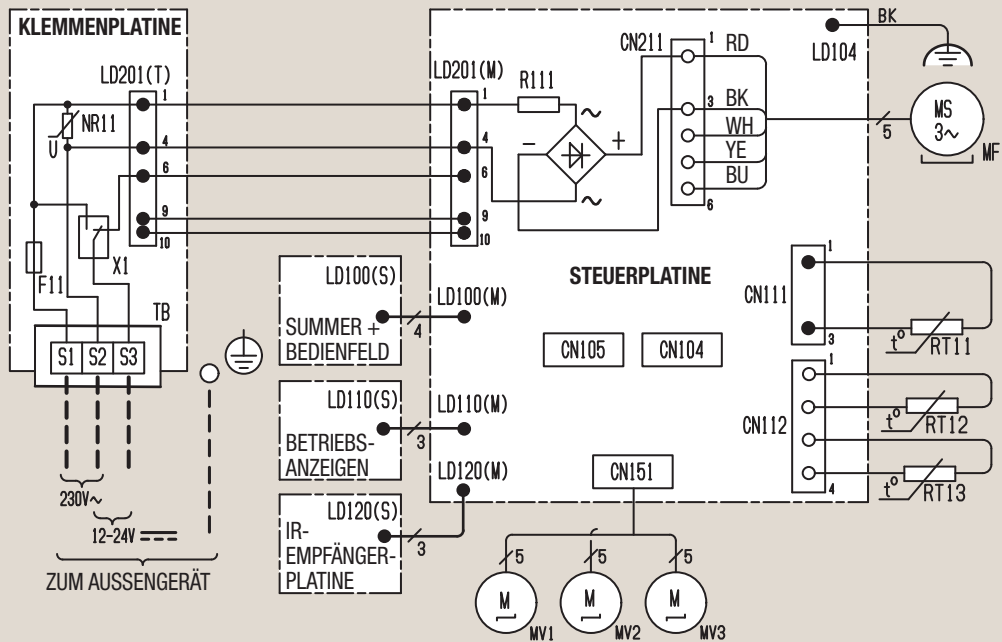 KLEMMENPLATINE
LD201(T)
1
NR11
U
4
6
9
10
X1
F11
TB
S1 S2 S3
230V~
12-24V
ZUM AUSSENGERÄT
LD201(M)
1
4
6
9
10
R111
~
- +
~
CN211
1
3
6
RD
BK
WH
YE
BU
LD104
BK
5
MS
3~
MF
STEUERPLATINE
CN105
CN104
CN111
1
3
t°
RT11
CN112
1
4
t°
RT12
t°
RT13
LD100(S)
SUMMER +
BEDIENFELD
4
LD100(M)
LD110(S)
BETRIEBS-
ANZEIGEN
3
LD110(M)
LD120(M)
LD120(S)
IR-
EMPFÄNGER-
PLATINE
3
CN151
5
5
5
M
MV1
M
MV2
M
MV3